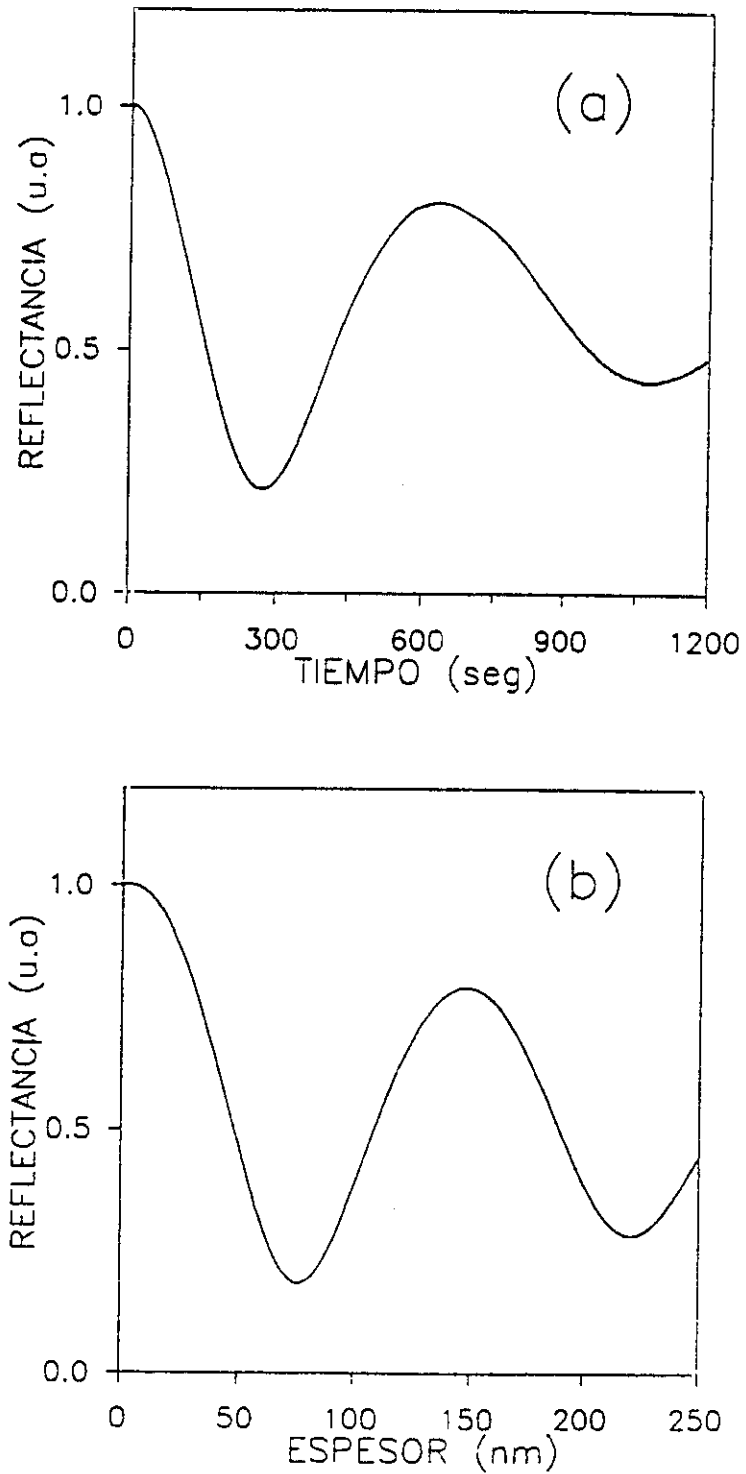 (a)
1.0
0.5
0.0
REFLECTANCIA (u.a)
0 300 600 900 1200
TIEMPO (seg)
(b)
1.0
0.5
0.0
REFLECTANCIA (u.a)
0 50 100 150 200 250
ESPESOR (nm)